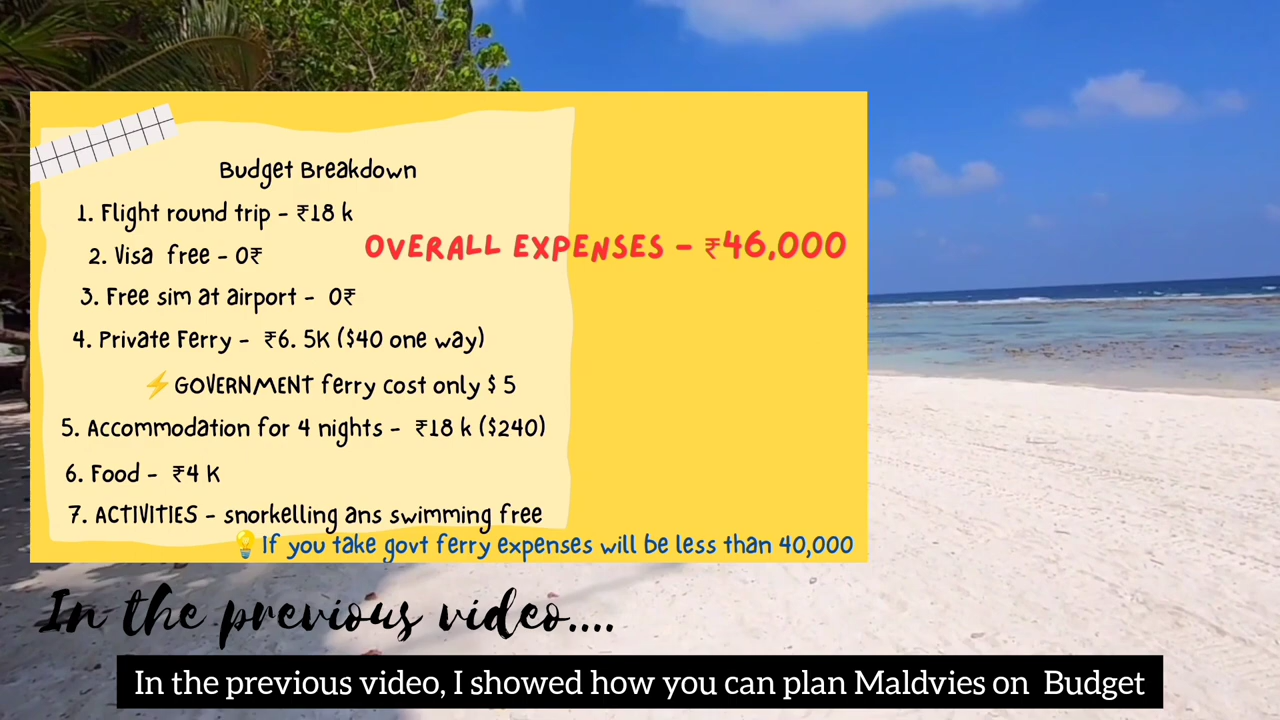 Budget Breakdown
1. Flight round trip - ₹18 k
2. Visa free - 0₹
OVERALL EXPENSES - ₹46,000
3. Free sim at airport - 0₹
4. Private Ferry - ₹6. 5K ($40 one way)
⚡GOVERNMENT ferry cost only $ 5
5. Accommodation for 4 nights - ₹18 k ($240)
6. Food - ₹4 K
7. ACTIVITIES - snorkelling ans swimming free
💡If you take govt ferry expenses will be less than 40,000
In the previous video....
In the previous video, I showed how you can plan Maldvies on Budget